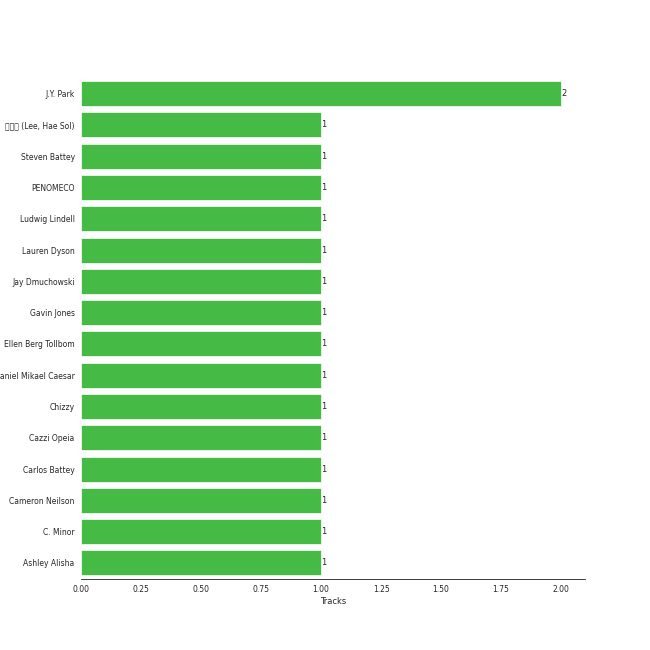 J.Y. Park
2
(Lee, Hae Sol)
1
Steven Battey
1
PENOMECO
1
Ludwig Lindell
1
Lauren Dyson
1
Jay Dmuchowski
1
Gavin Jones
1
Ellen Berg Tollbom
1
aniel Mikael Caesar
1
Chizzy
1
Cazzi Opeia
1
Carlos Battey
1
Cameron Neilson
1
C. Minor
1
Ashley Alisha
1
0.00 0.25 0.50 0.75 1.00 1.25 1.50 1.75 2.00
Tracks